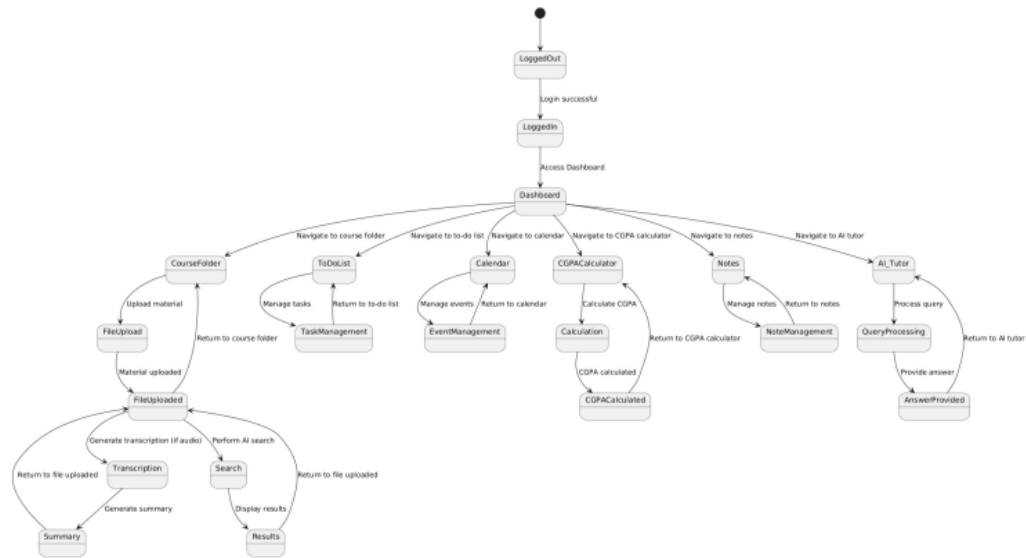 LoggedOut
Login successful
LoggedIn
Access Dashboard
Dashboard
Navigate to course folder
Navigate to to-do list
Navigate to calendar
Navigate to CGPA calculator
Navigate to notes
Navigate to AI tutor
CourseFolder
ToDoList
Calendar
CGPACalculator
Notes
AI_Tutor
Upload material
Manage tasks
Return to to-do list
Manage events
Return to calendar
Calculate CGPA
Manage notes
Return to notes
Process query
FileUpload
Return to course folder
TaskManagement
EventManagement
Calculation
Return to CGPA calculator
NoteManagement
QueryProcessing
Return to AI tutor
Material uploaded
CGPA calculated
Provide answer
FileUploaded
CGPACalculated
AnswerProvided
Generate transcription (if audio)
Perform AI search
Return to file uploaded
Transcription
Search
Return to file uploaded
Generate summary
Display results
Summary
Results